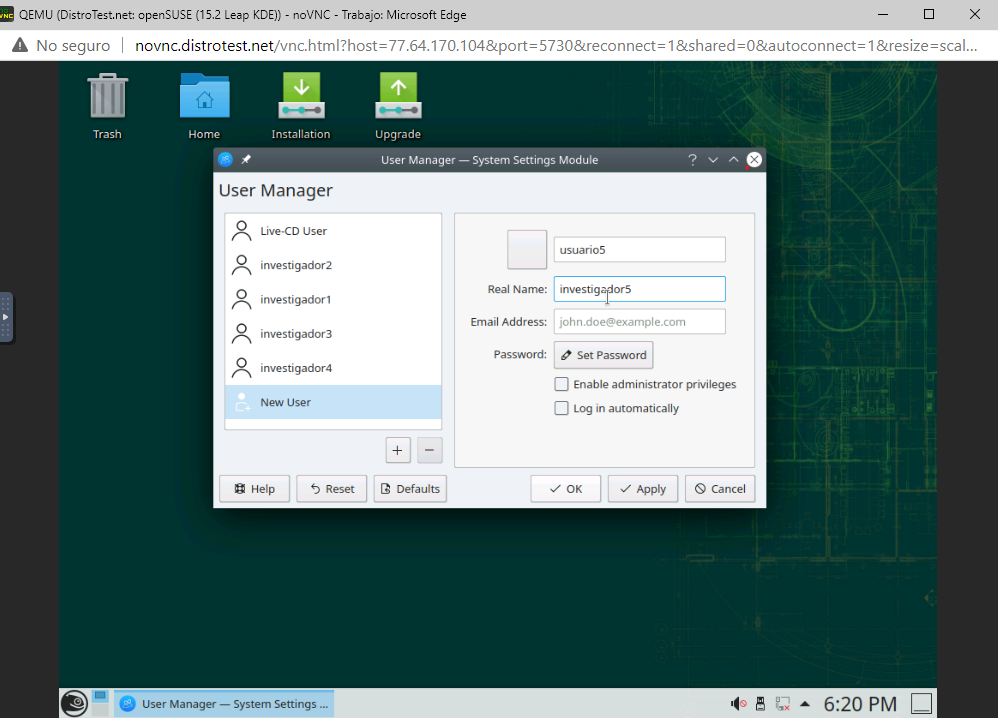 QEMU (DistroTest.net: openSUSE (15.2 Leap KDE)) - noVNC - Trabajo: Microsoft Edge
No seguro | novnc.distrotest.net/vnc.html?host=77.64.170.104&port=5730&reconnect=1&shared=0&autoconnect=1&resize=scal...
Trash
Home
Installation
Upgrade
User Manager — System Settings Module
User Manager
Live-CD User
investigador2
investigador1
investigador3
investigador4
New User
usuario5
Real Name: investigador5
Email Address: john.doe@example.com
Password: Set Password
Enable administrator privileges
Log in automatically
Help
Reset
Defaults
OK
Apply
Cancel
User Manager — System Settings ...
6:20 PM